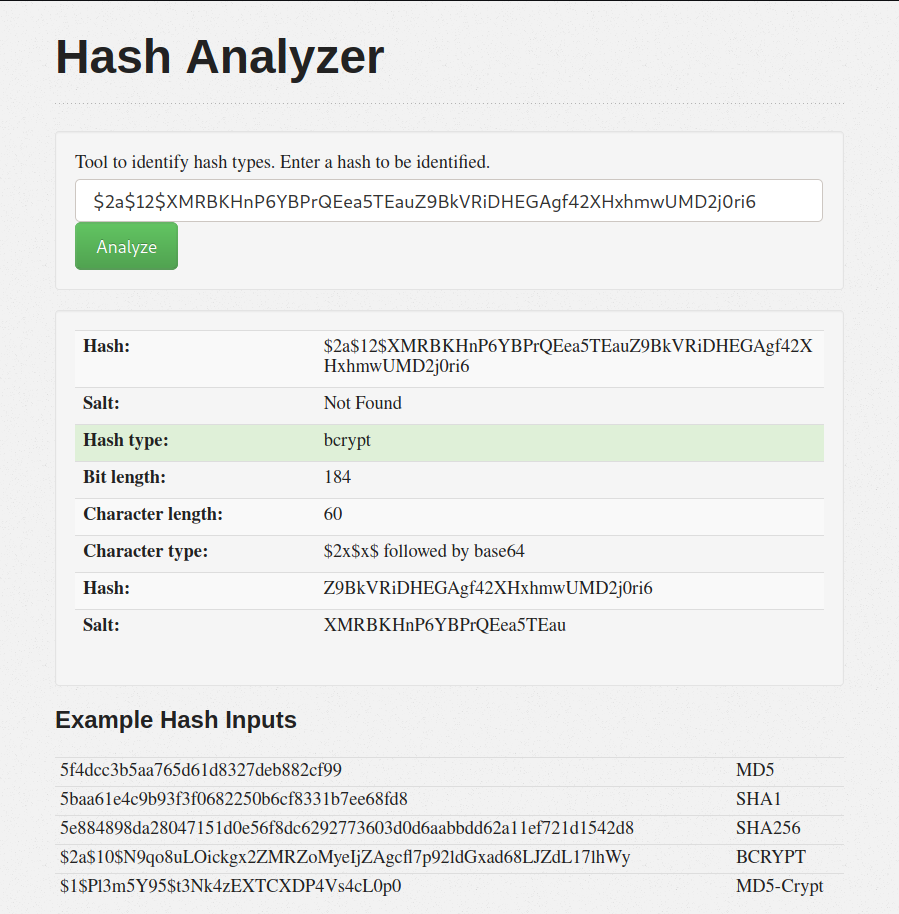 Hash Analyzer
Tool to identify hash types. Enter a hash to be identified.
$2a$12$XMRBKHnP6YBPrQEea5TEauZ9BkVRiDHEGAgf42XHxhmwUMD2j0ri6
Analyze
Hash: $2a$12$XMRBKHnP6YBPrQEea5TEauZ9BkVRiDHEGAgf42X
HxhmwUMD2j0ri6
Salt: Not Found
Hash type: bcrypt
Bit length: 184
Character length: 60
Character type: $2x$x$ followed by base64
Hash: Z9BkVRiDHEGAgf42XHxhmwUMD2j0ri6
Salt: XMRBKHnP6YBPrQEea5TEau
Example Hash Inputs
5f4dcc3b5aa765d61d8327deb882cf99 MD5
5baa61e4c9b93f3f0682250b6cf8331b7ee68fd8 SHA1
5e884898da28047151d0e56f8dc6292773603d0d6aabbdd62a11ef721d1542d8 SHA256
$2a$10$N9qo8uLOickgx2ZMRZoMyeIjZAgcfl7p92ldGxad68LJZdL17lhWy BCRYPT
$1$Pl3m5Y95$t3Nk4zEXTCXDP4Vs4cL0p0 MD5-Crypt